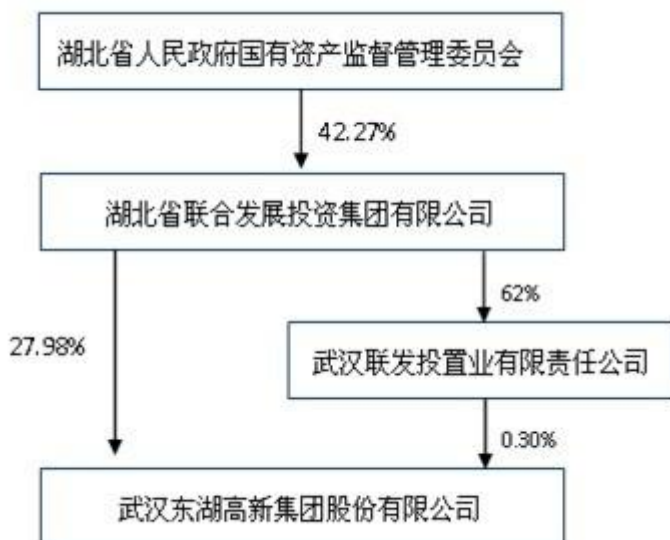 湖北省人民政府国有资产监督管理委员会
42.27%
湖北省联合发展投资集团有限公司
62%
27.98%
武汉联发投置业有限责任公司
0.30%
武汉东湖高新集团股份有限公司